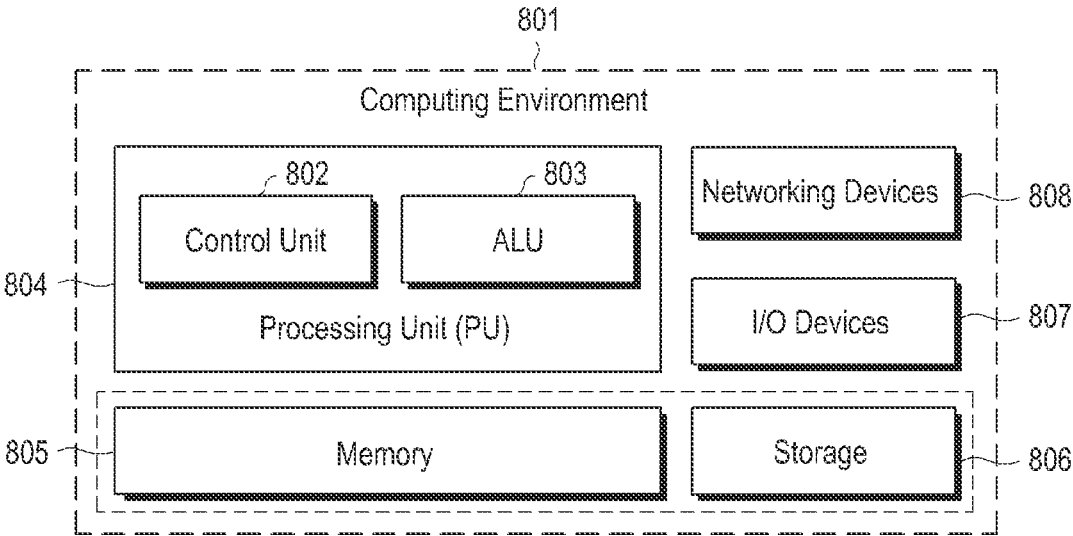 801
Computing Environment
802
803
Networking Devices
808
Control Unit
ALU
804
Processing Unit (PU)
I/O Devices
807
805
Memory
Storage
806